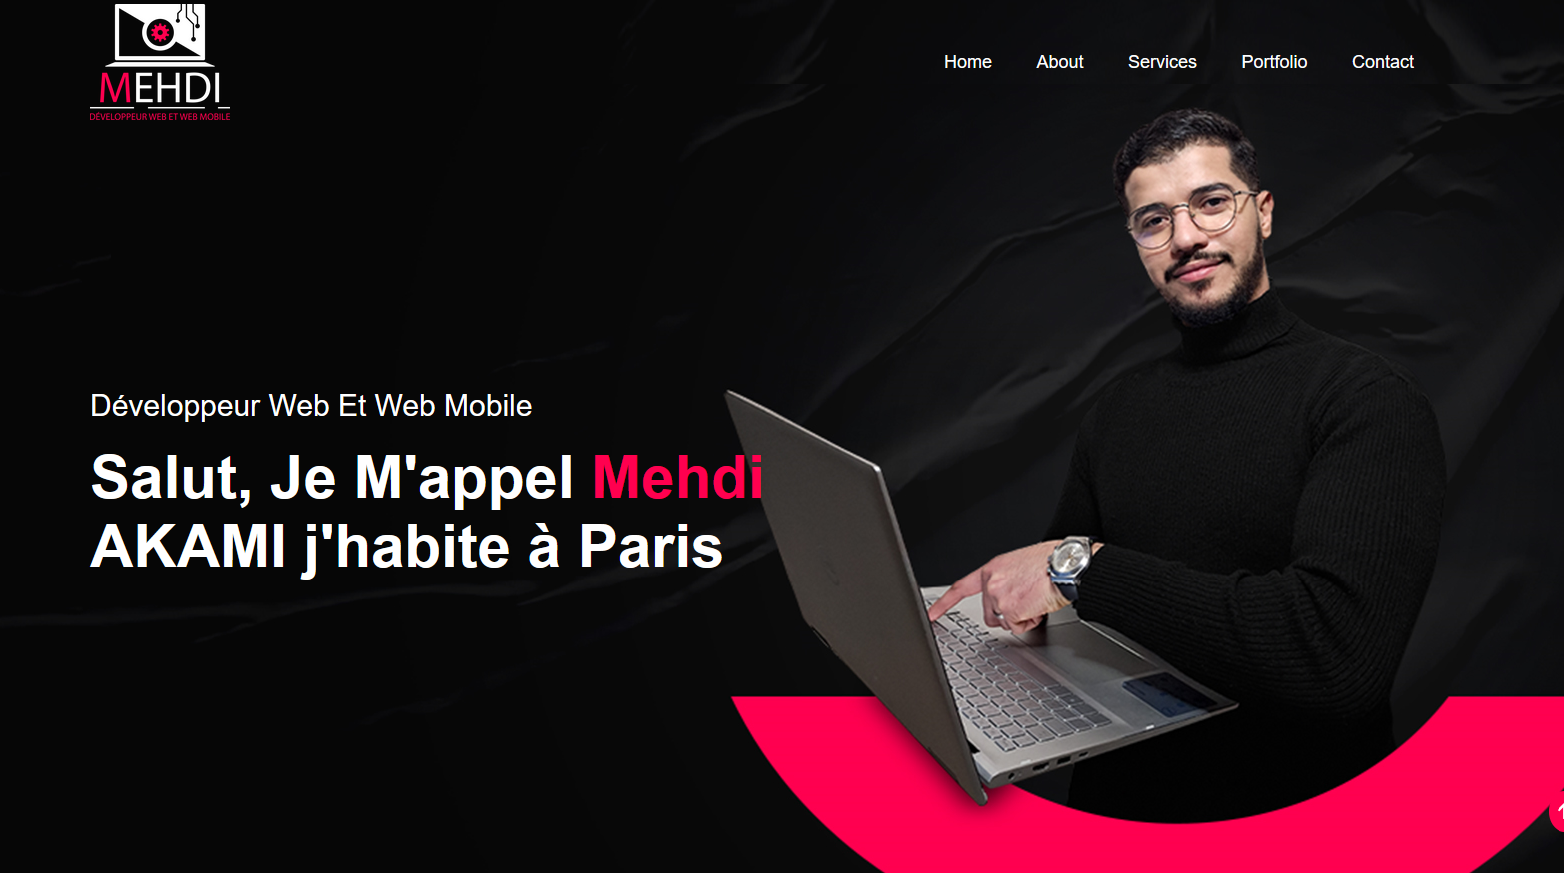 MEHDI
DÉVELOPPEUR WEB ET WEB MOBILE
Home About Services Portfolio Contact
Développeur Web Et Web Mobile
Salut, Je M'appel Mehdi
AKAMI j'habite à Paris